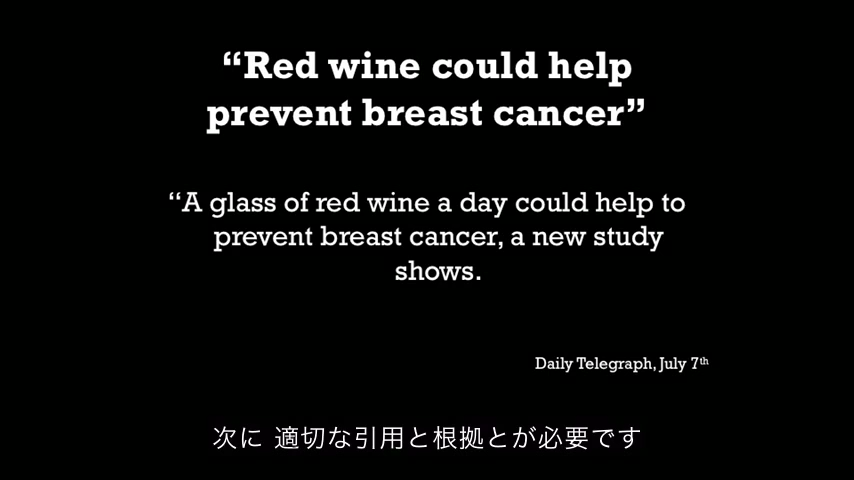 “Red wine could help
prevent breast cancer”
“A glass of red wine a day could help to
prevent breast cancer, a new study
shows.
Daily Telegraph, July 7th
次に 適切な引用と根拠とが必要です